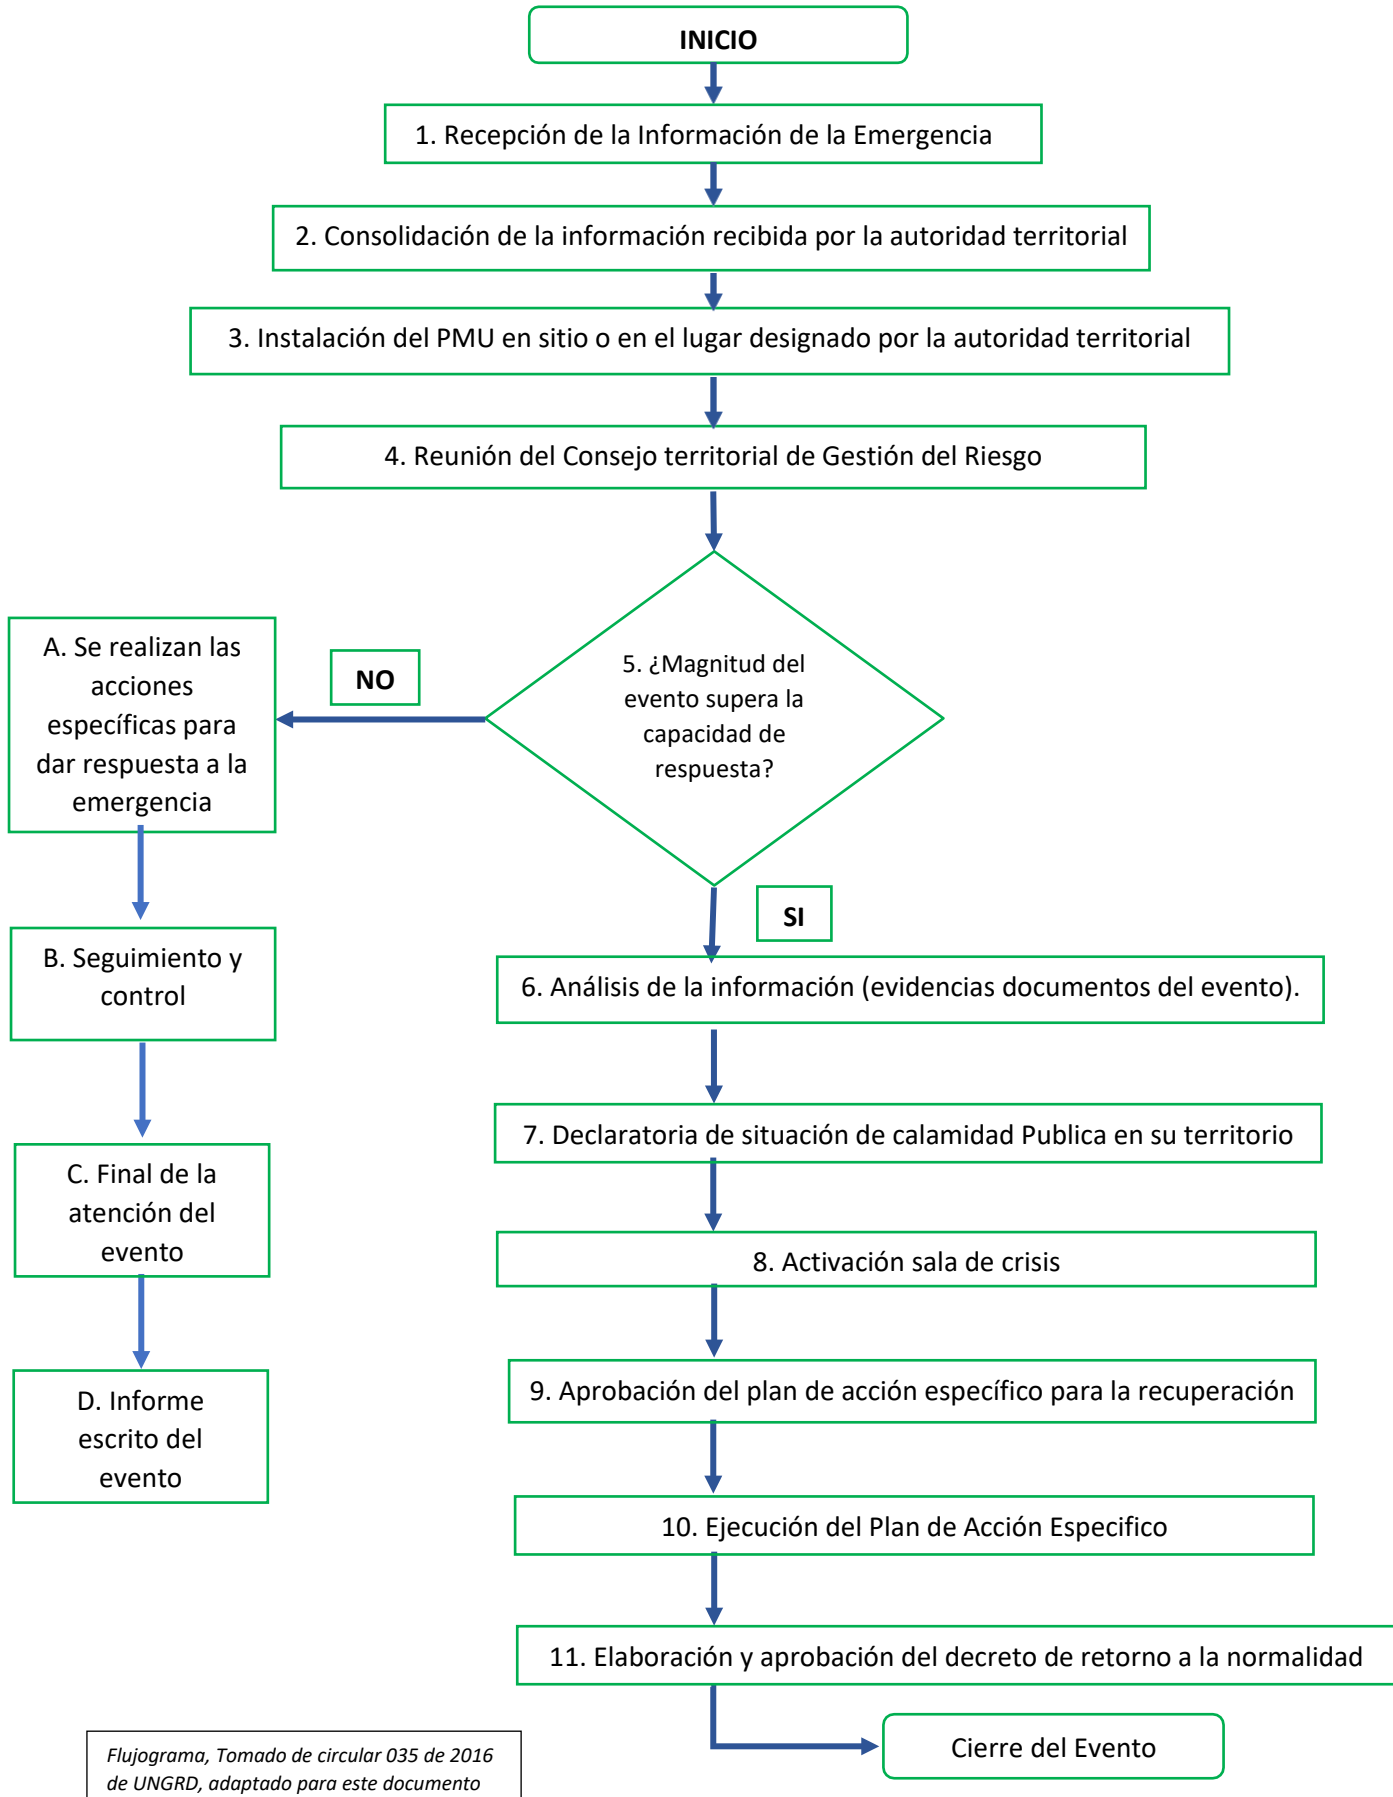 INICIO
1. Recepción de la Información de la Emergencia
2. Consolidación de la información recibida por la autoridad territorial
3. Instalación del PMU en sitio o en el lugar designado por la autoridad territorial
4. Reunión del Consejo territorial de Gestión del Riesgo
5. ¿Magnitud del
evento supera la
capacidad de
respuesta?
NO
A. Se realizan las
acciones
específicas para
dar respuesta a la
emergencia
B. Seguimiento y
control
C. Final de la
atención del
evento
D. Informe
escrito del
evento
SI
6. Análisis de la información (evidencias documentos del evento).
7. Declaratoria de situación de calamidad Publica en su territorio
8. Activación sala de crisis
9. Aprobación del plan de acción específico para la recuperación
10. Ejecución del Plan de Acción Especifico
11. Elaboración y aprobación del decreto de retorno a la normalidad
Cierre del Evento
Flujograma, Tomado de circular 035 de 2016
de UNGRD, adaptado para este documento